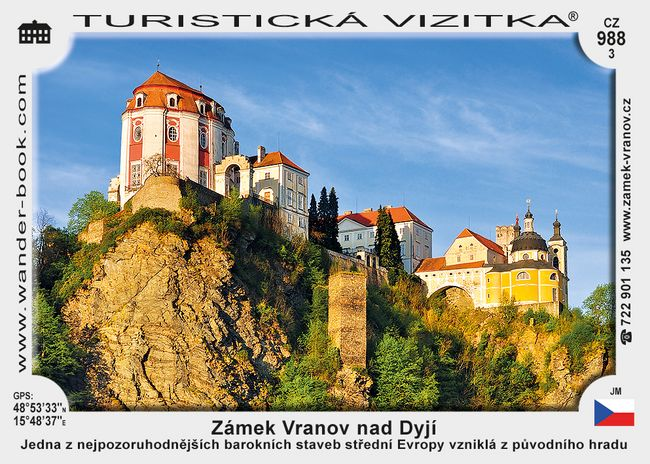 TURISTICKÁ VIZITKA®
CZ
988
3
www.wander-book.com
www.zamek-vranov.cz
☎ 722 901 135
GPS:
48°53'33"N
15°48'37"E
JM
Zámek Vranov nad Dyjí
Jedna z nejpozoruhodnějších barokních staveb střední Evropy vzniklá z původního hradu